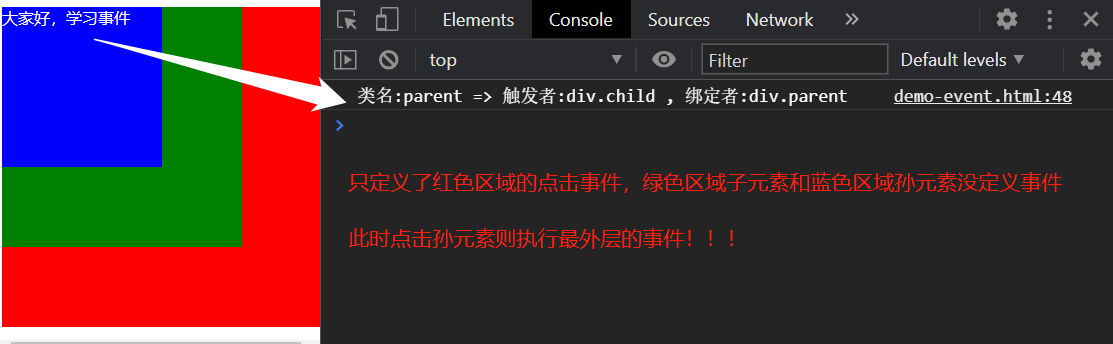 大家好，学习事件
Elements Console Sources Network »
top Filter Default levels
类名:parent => 触发者:div.child , 绑定者:div.parent demo-event.html:48
只定义了红色区域的点击事件，绿色区域子元素和蓝色区域孙元素没定义事件
此时点击孙元素则执行最外层的事件！！！